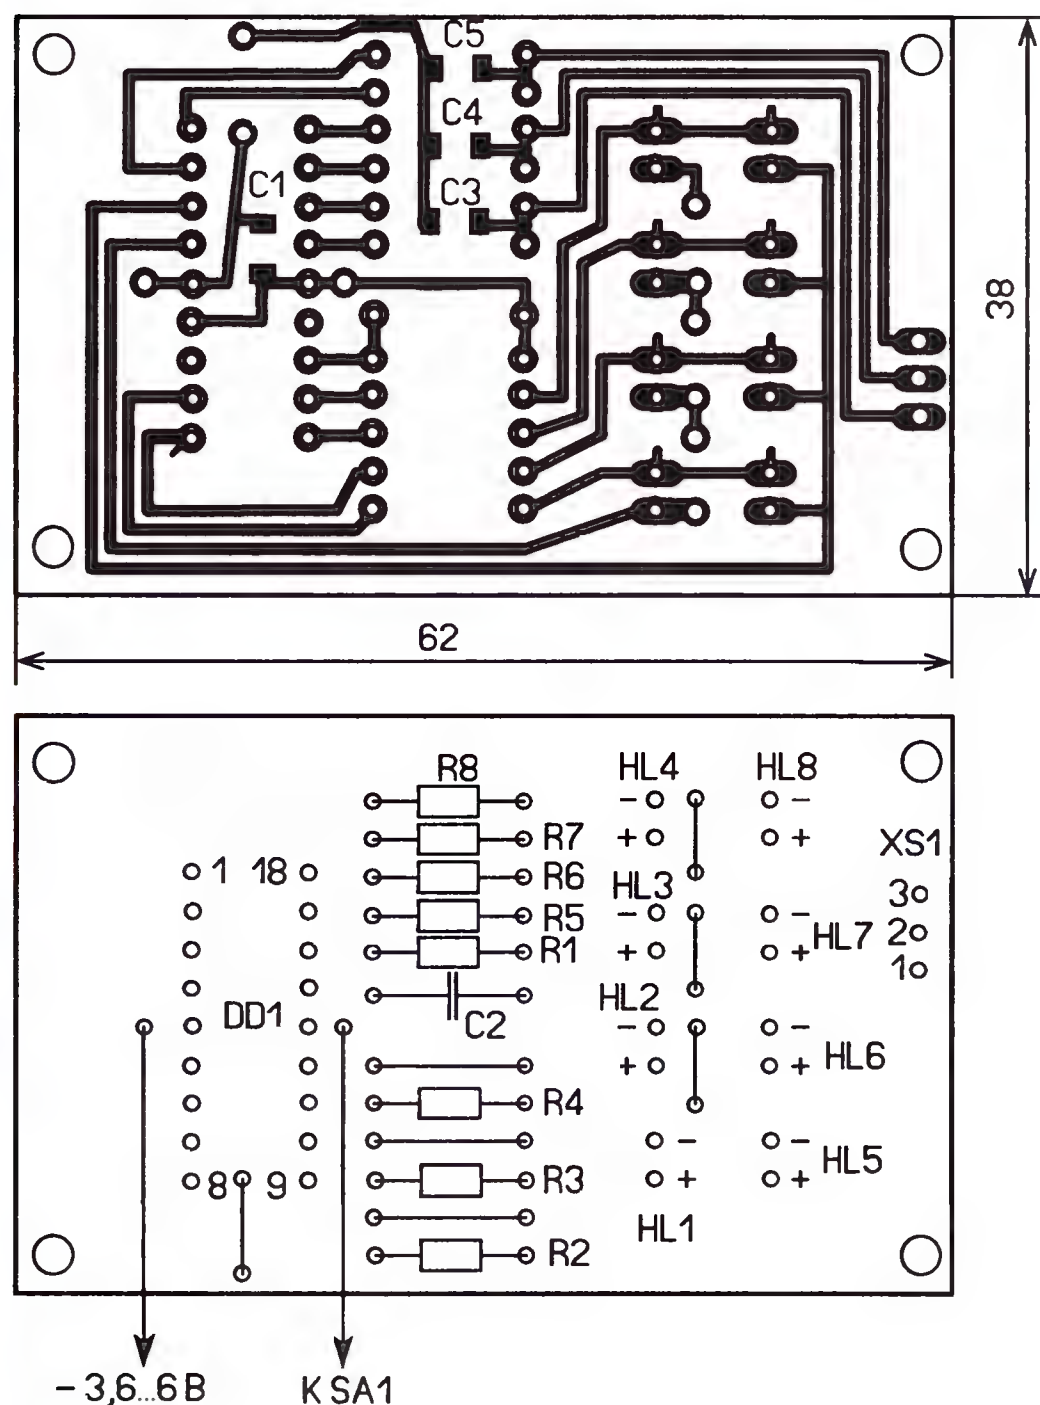 C5
C4
C1
C3
38
62
R8
HL4
HL8
- -
R7
+ +
XS1
1 18
R6
HL3
3
R5
- -
HL7
2
R1
+ +
1
HL2
DD1
C2
- -
HL6
+ +
R4
- -
HL5
8 9
R3
+ +
HL1
R2
- 3,6...6 В
К SA1